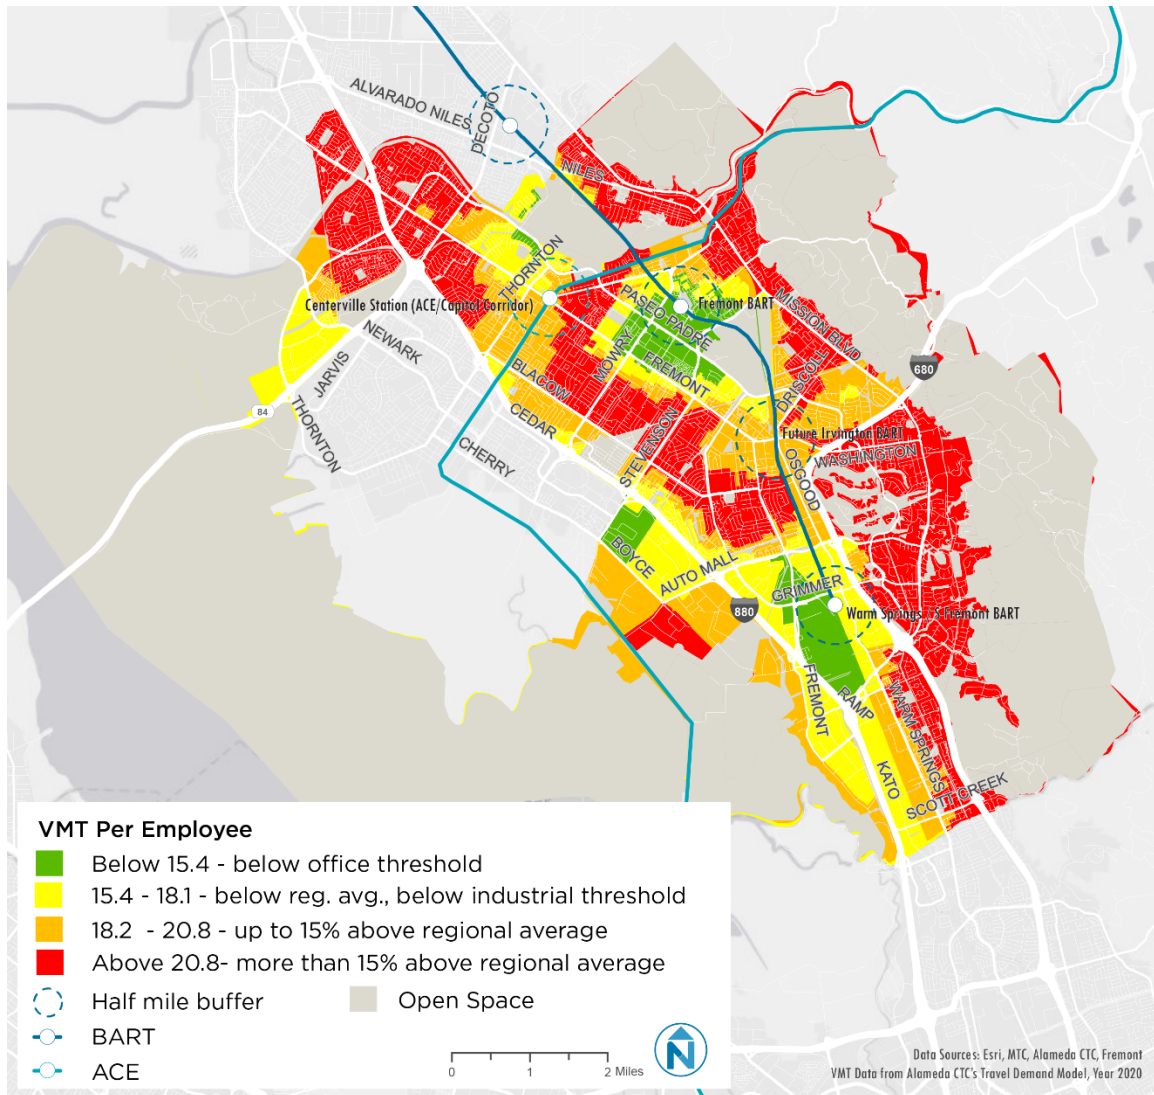 ALVARADO NILES
DECOTO
NILES
THORNTON
Centerville Station (ACE/Capitol Corridor)
PASEO PADRE
Fremont BART
MISSION BLVD
NEWARK
JARVIS
MOWRY
FREMONT
DRISCOLL
680
BLACOW
84
THORNTON
CEDAR
CHERRY
STEVENSON
Future Irvington BART
WASHINGTON
OSGOOD
BOYCE
AUTO MALL
GRIMMER
880
Warm Springs / S Fremont BART
FREMONT
RAMP
WARM SPRINGS
KATO
SCOTT CREEK
VMT Per Employee
Below 15.4 - below office threshold
15.4 - 18.1 - below reg. avg., below industrial threshold
18.2 - 20.8 - up to 15% above regional average
Above 20.8- more than 15% above regional average
Half mile buffer
Open Space
BART
ACE
N
0 1 2 Miles
Data Sources: Esri, MTC, Alameda CTC, Fremont
VMT Data from Alameda CTC's Travel Demand Model, Year 2020